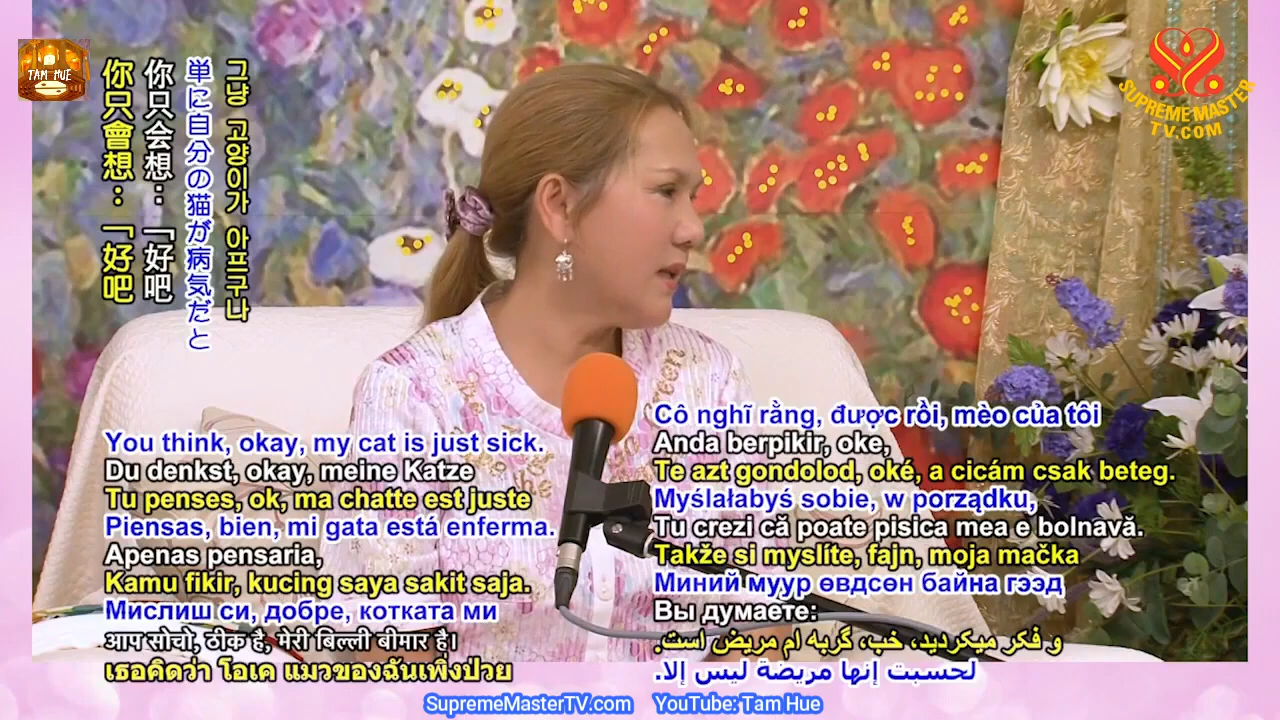 TAM HUE
SUPREME MASTER
TV.COM
그냥 고양이가 아프구나
単に自分の猫が病気だと
你只会想：「好吧
你只會想：「好吧
You think, okay, my cat is just sick.
Du denkst, okay, meine Katze
Tu penses, ok, ma chatte est juste
Piensas, bien, mi gata está enferma.
Apenas pensaria,
Kamu fikir, kucing saya sakit saja.
Мислиш си, добре, котката ми
आप सोचो, ठीक है, मेरी बिल्ली बीमार है।
เธอคิดว่า โอเค แมวของฉันเพิ่งป่วย
Cô nghĩ rằng, được rồi, mèo của tôi
Anda berpikir, oke,
Te azt gondolod, oké, a cicám csak beteg.
Myślałabyś sobie, w porządku,
Tu crezi că poate pisica mea e bolnavă.
Takže si myslíte, fajn, moja mačka
Миний муур өвдсөн байна гээд
Вы думаете:
و فکر میکردید، خب، گربه ام مریض است.
لحسبت إنها مريضة ليس إلا.
SupremeMasterTV.com YouTube: Tam Hue